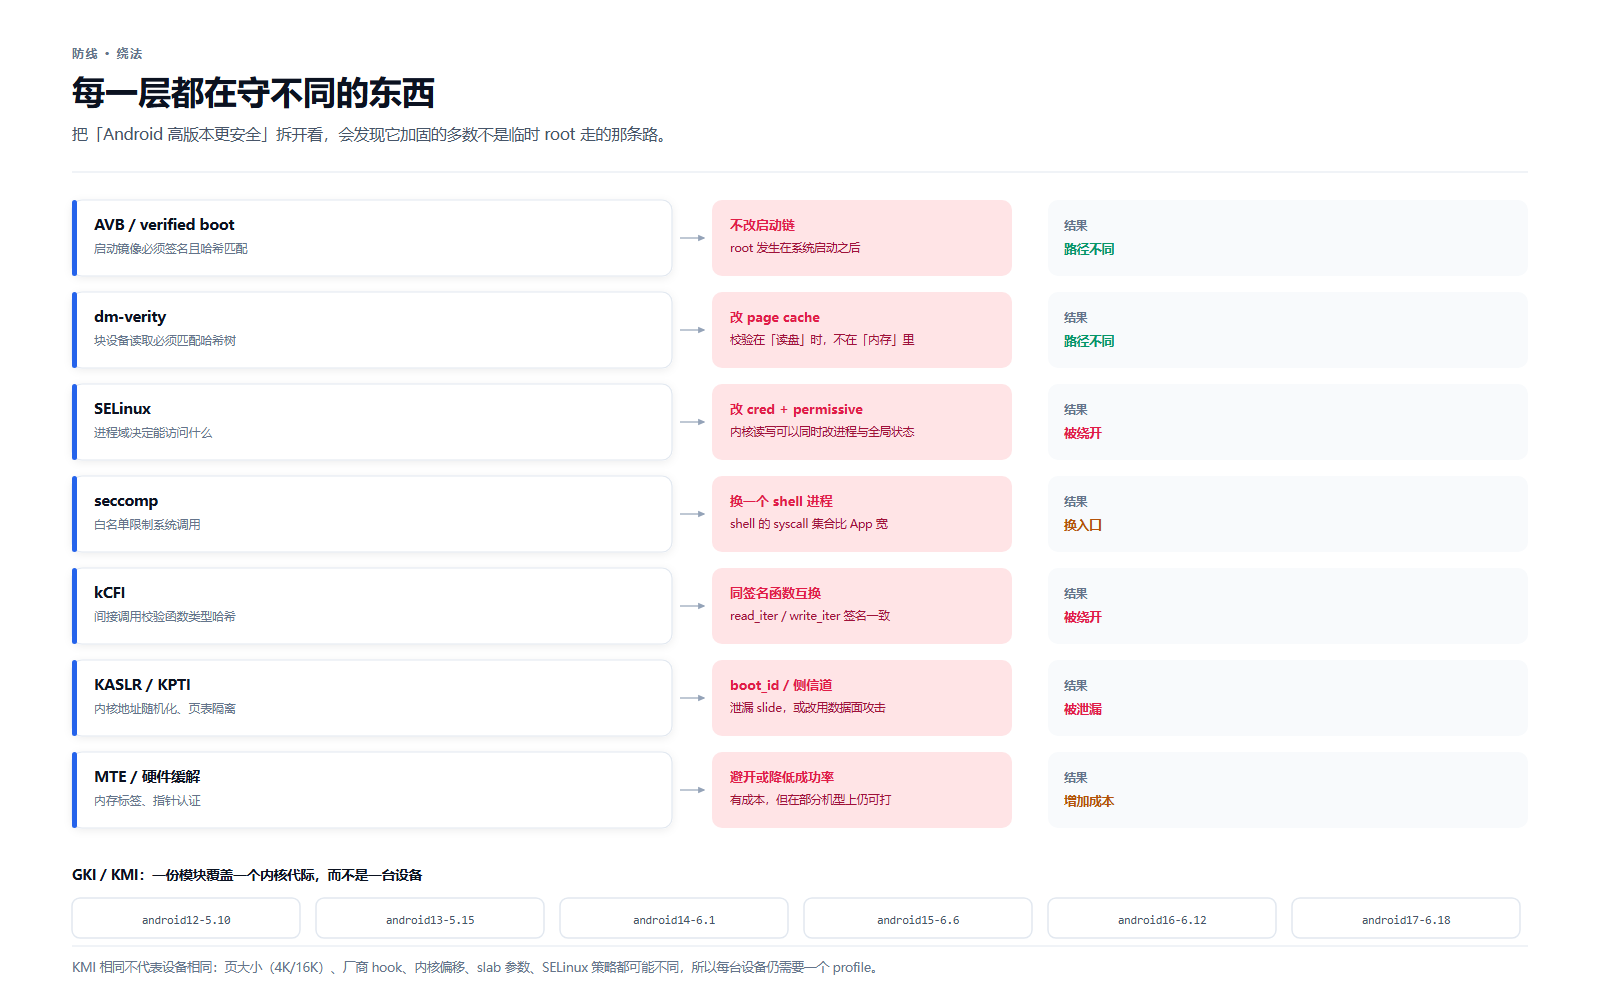 防线 · 绕法
每一层都在守不同的东西
把「Android 高版本更安全」拆开看，会发现它加固的多数不是临时 root 走的那条路。
AVB / verified boot
启动镜像必须签名且哈希匹配
不改启动链
root 发生在系统启动之后
结果
路径不同
dm-verity
块设备读取必须匹配哈希树
改 page cache
校验在「读盘」时，不在「内存」里
结果
路径不同
SELinux
进程域决定能访问什么
改 cred + permissive
内核读写可以同时改进程与全局状态
结果
被绕开
seccomp
白名单限制系统调用
换一个 shell 进程
shell 的 syscall 集合比 App 宽
结果
换入口
kCFI
间接调用校验函数类型哈希
同签名函数互换
read_iter / write_iter 签名一致
结果
被绕开
KASLR / KPTI
内核地址随机化、页表隔离
boot_id / 侧信道
泄漏 slide，或改用数据面攻击
结果
被泄漏
MTE / 硬件缓解
内存标签、指针认证
避开或降低成功率
有成本，但在部分机型上仍可打
结果
增加成本
GKI / KMI：一份模块覆盖一个内核代际，而不是一台设备
android12-5.10
android13-5.15
android14-6.1
android15-6.6
android16-6.12
android17-6.18
KMI 相同不代表设备相同：页大小（4K/16K）、厂商 hook、内核偏移、slab 参数、SELinux 策略都可能不同，所以每台设备仍需要一个 profile。